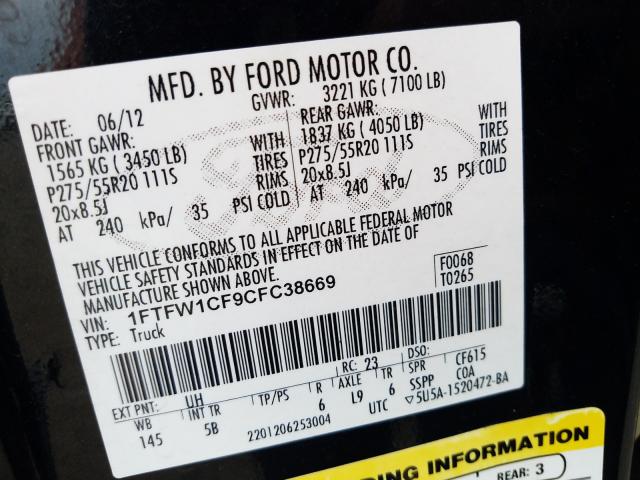 MFD. BY FORD MOTOR CO.
DATE: 06/12 GVWR: 3221 KG ( 7100 LB)
FRONT GAWR: REAR GAWR:
1565 KG ( 3450 LB) WITH 1837 KG ( 4050 LB) WITH
P275/55R20 111S TIRES P275/55R20 111S TIRES
20x8.5J RIMS 20x8.5J RIMS
AT 240 kPa/ 35 PSI COLD AT 240 kPa/ 35 PSI COLD
THIS VEHICLE CONFORMS TO ALL APPLICABLE FEDERAL MOTOR
VEHICLE SAFETY STANDARDS IN EFFECT ON THE DATE OF
MANUFACTURE SHOWN ABOVE.
F0068
T0265
VIN: 1FTFW1CF9CFC38669
TYPE: Truck
EXT PNT: UH RC: 23 DSO:
WB INT TR TP/PS R AXLE TR SPR CF615
145 5B 6 L9 6 SSPP COA
2201206253004 UTC ▽5U5A-1520472-BA
DING INFORMATION
REAR: 3